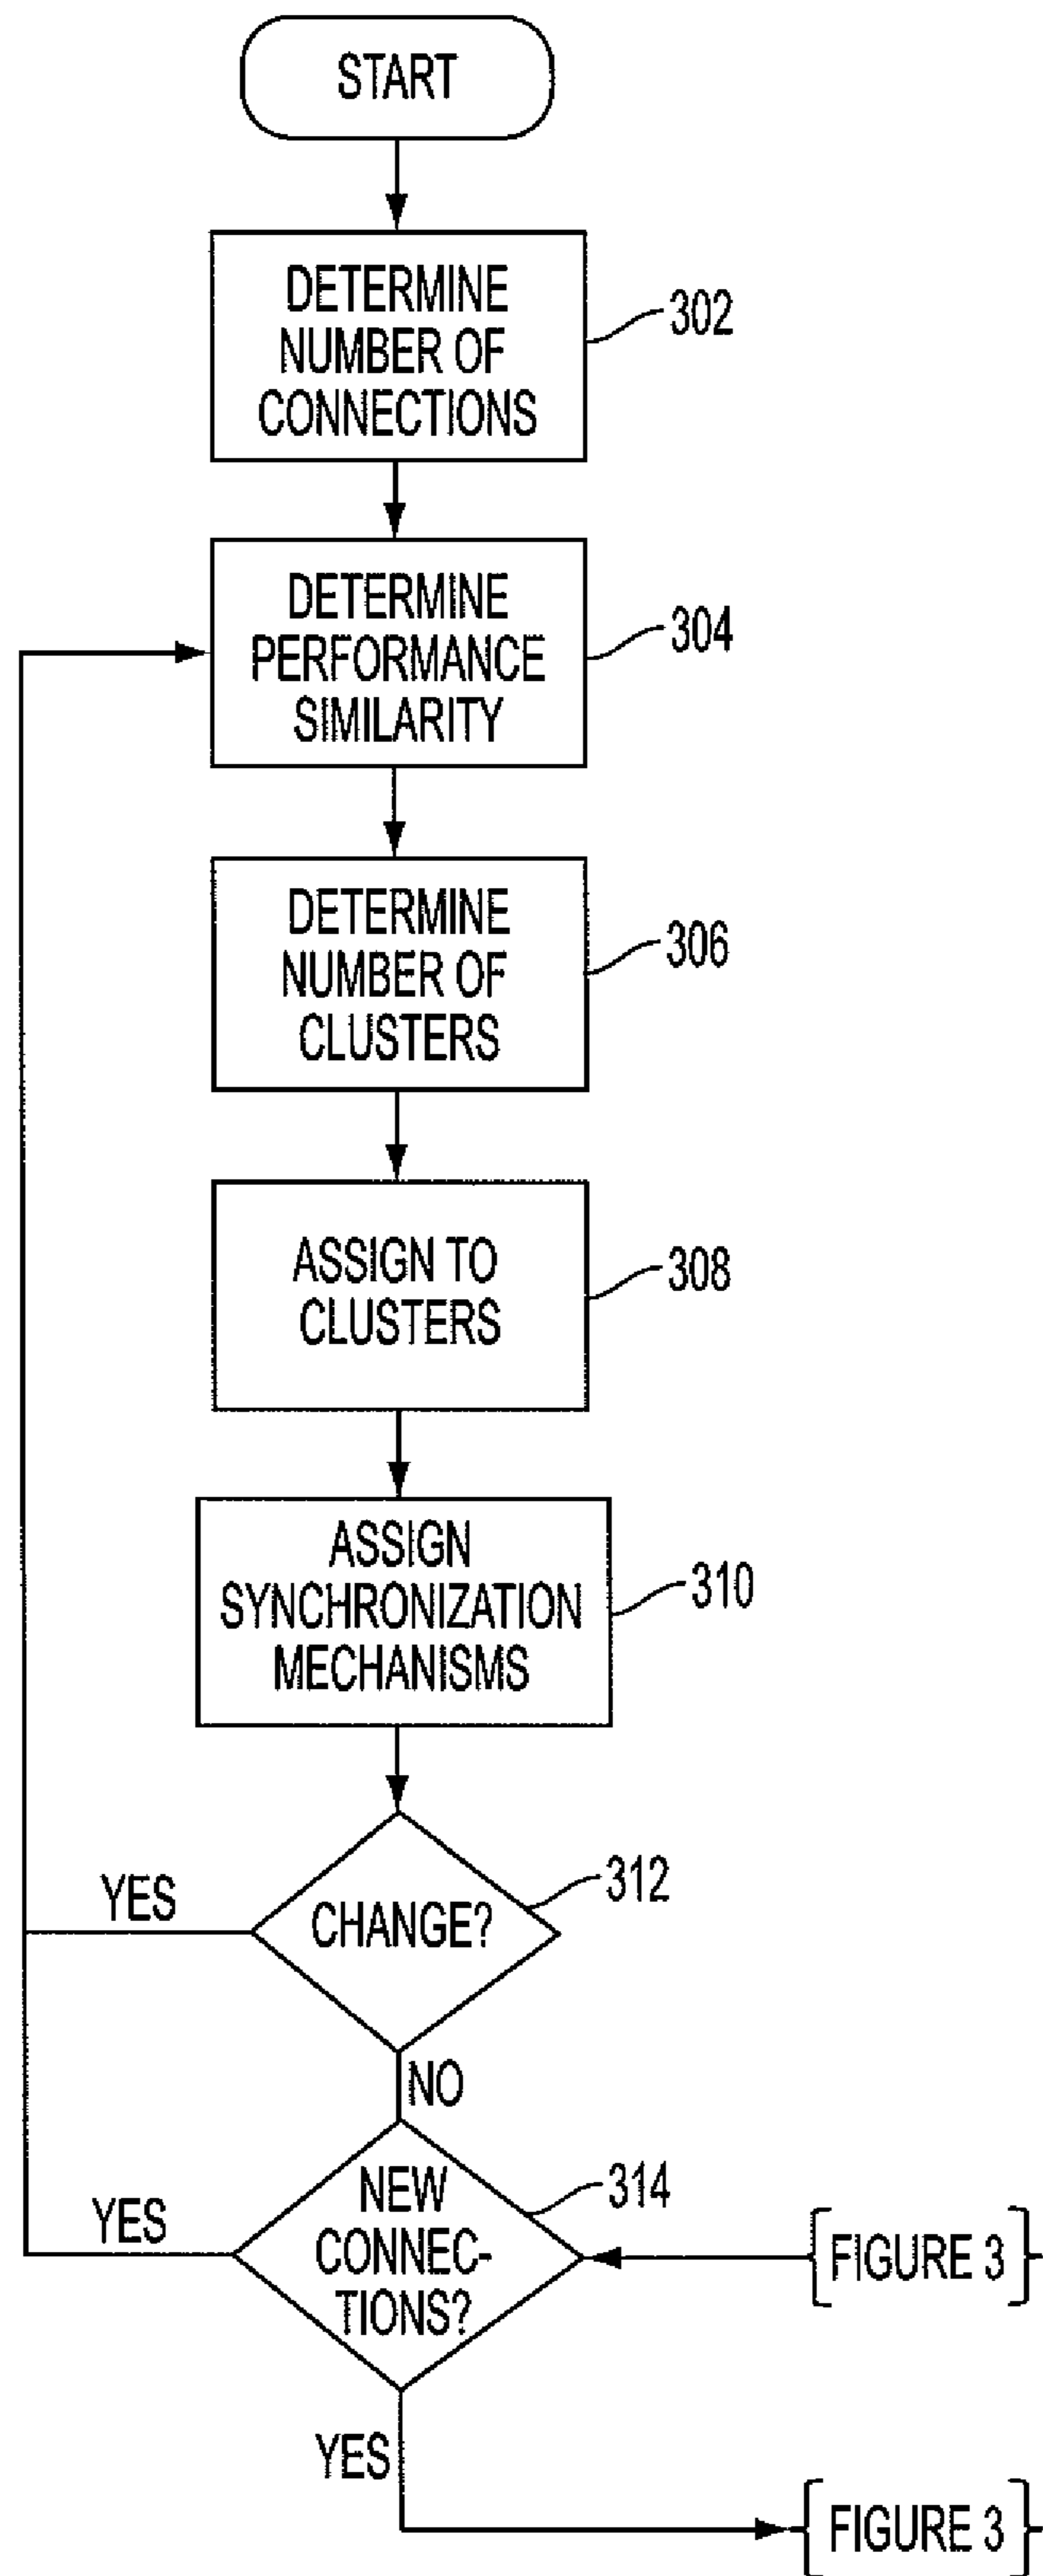 START
DETERMINE
NUMBER OF
CONNECTIONS
302
DETERMINE
PERFORMANCE
SIMILARITY
304
DETERMINE
NUMBER OF
CLUSTERS
306
ASSIGN TO
CLUSTERS
308
ASSIGN
SYNCHRONIZATION
MECHANISMS
310
YES
CHANGE?
312
NO
YES
NEW
CONNEC-
TIONS?
314
{FIGURE 3}
YES
{FIGURE 3}